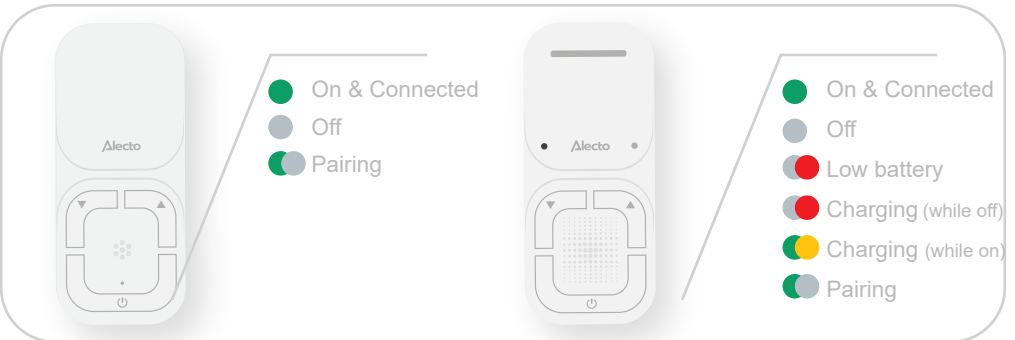 Alecto
On & Connected
Off
Pairing
Alecto
On & Connected
Off
Low battery
Charging (while off)
Charging (while on)
Pairing